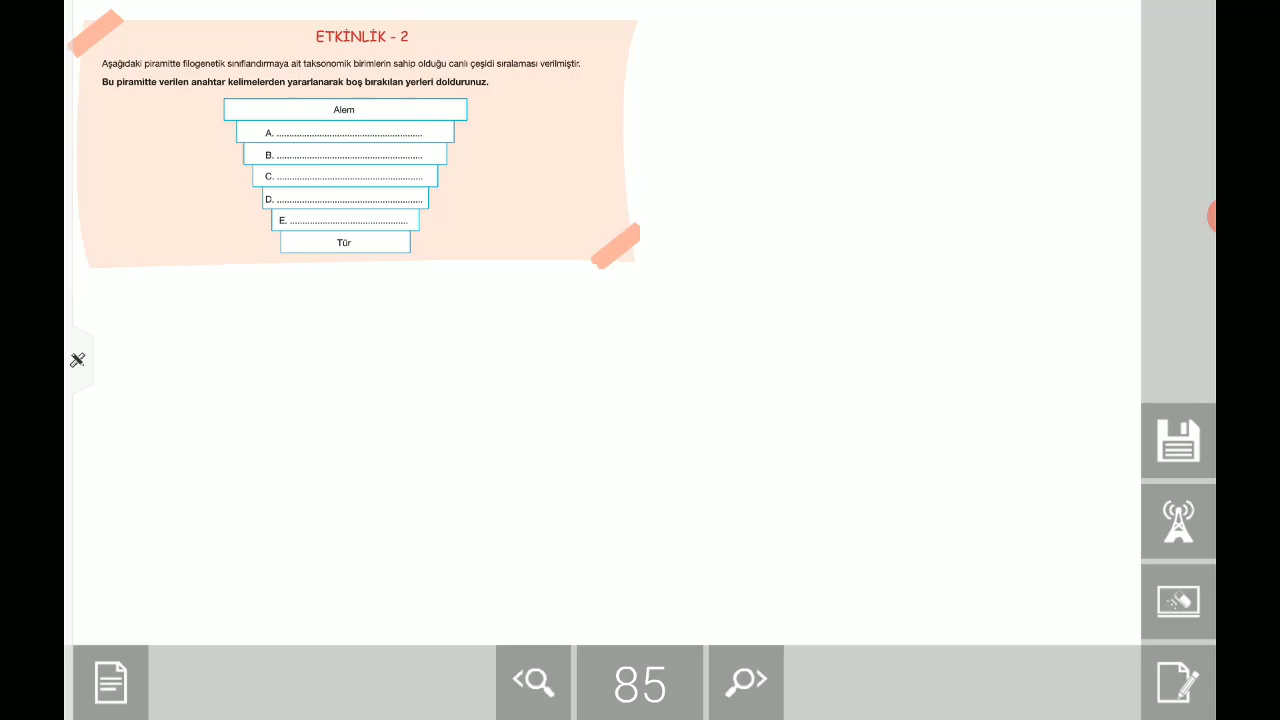 ETKİNLİK - 2
Aşağıdaki piramitte filogenetik sınıflandırmaya ait taksonomik birimlerin sahip olduğu canlı çeşidi sıralaması verilmiştir.
Bu piramitte verilen anahtar kelimelerden yararlanarak boş bırakılan yerleri doldurunuz.
Alem
A. ......................................................
B. ......................................................
C. ......................................................
D. ......................................................
E. ............................................
Tür
85